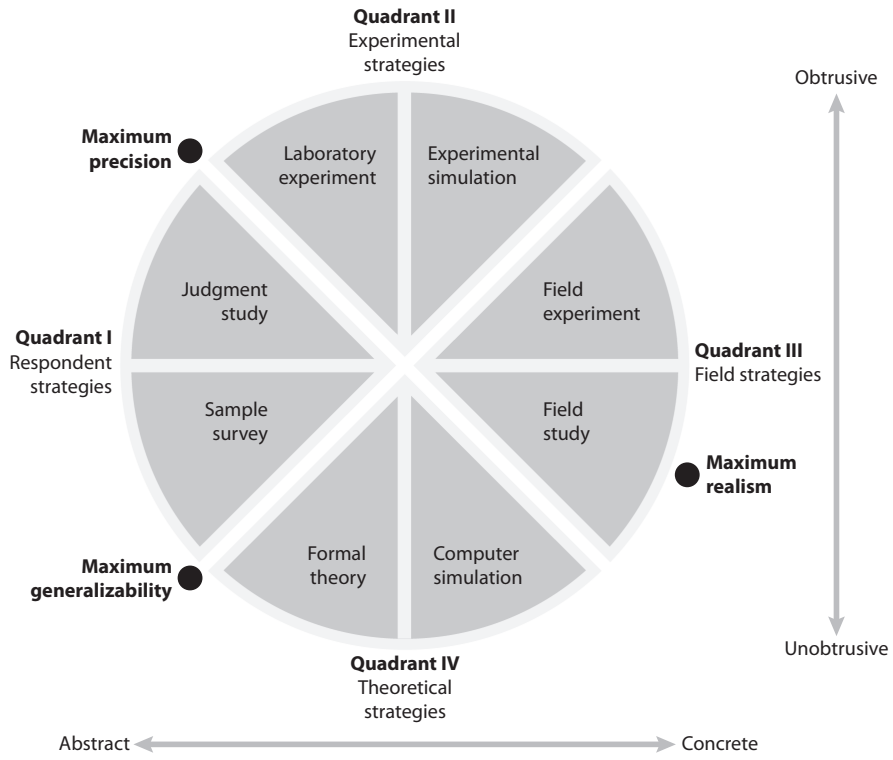 Quadrant II
Experimental
strategies
Obtrusive
Maximum
precision
Laboratory
experiment
Experimental
simulation
Judgment
study
Field
experiment
Quadrant I
Respondent
strategies
Quadrant III
Field strategies
Sample
survey
Field
study
Maximum
realism
Maximum
generalizability
Formal
theory
Computer
simulation
Unobtrusive
Quadrant IV
Theoretical
strategies
Abstract
Concrete